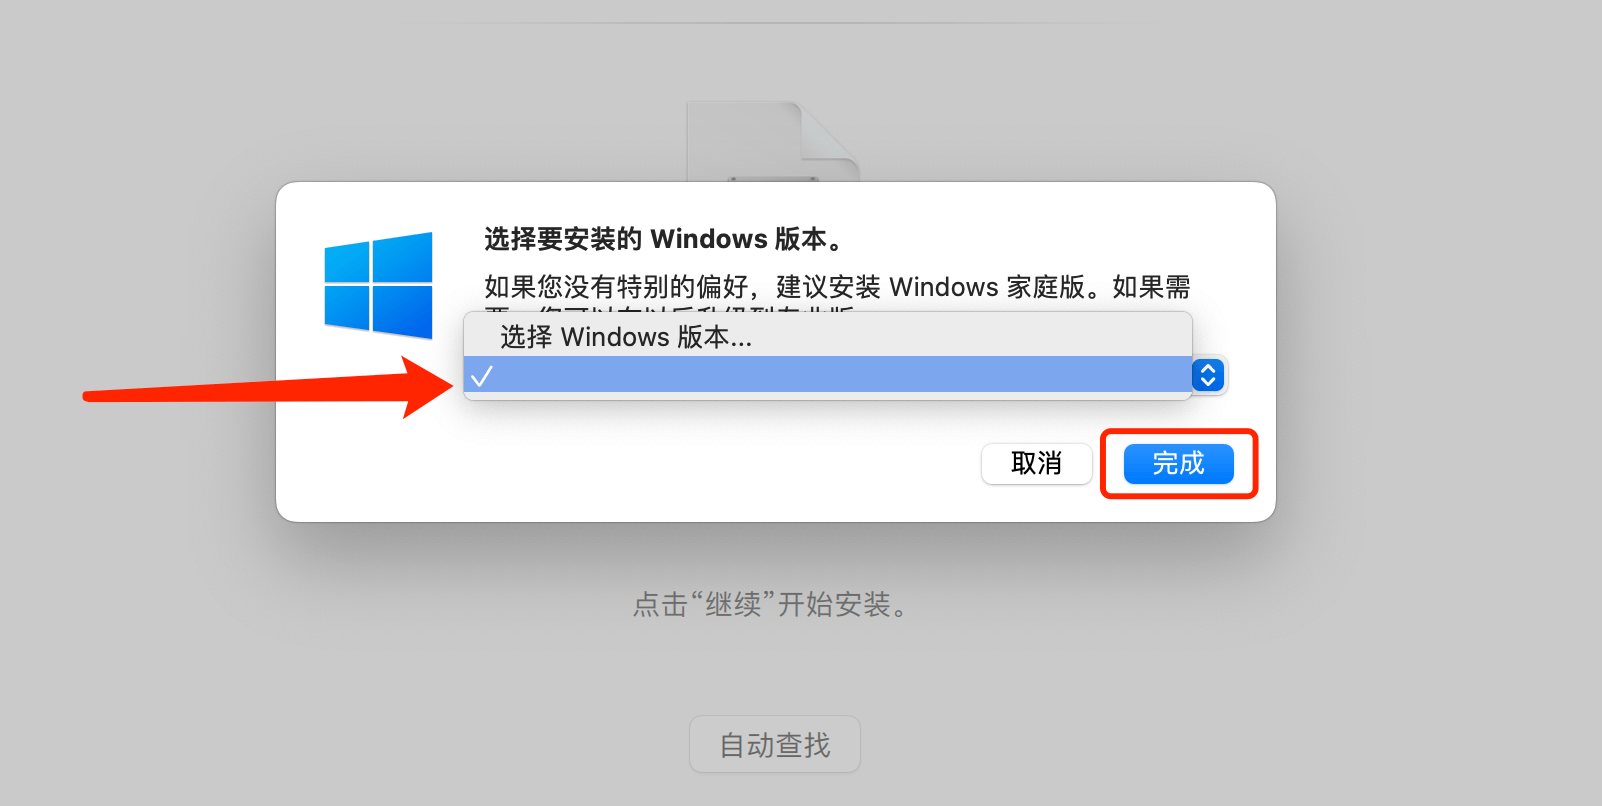 选择要安装的 Windows 版本。
如果您没有特别的偏好，建议安装 Windows 家庭版。如果需
选择 Windows 版本...
取消
完成
点击“继续”开始安装。
自动查找